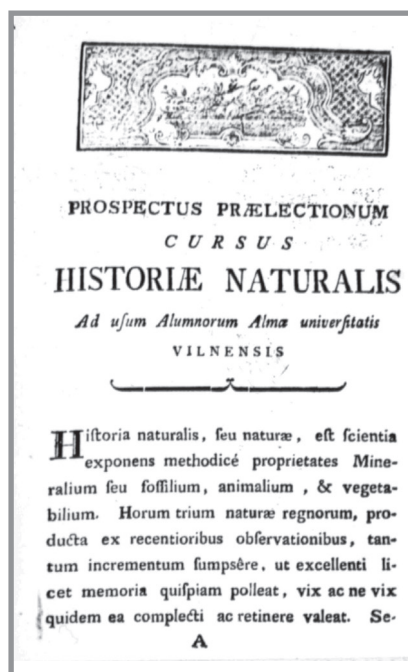 PROSPECTUS PRÆLECTIONUM
CURSUS
HISTORIÆ NATURALIS
Ad uſum Alumnorum Almæ univerſitatis
VILNENSIS
Hiſtoria naturalis, ſeu naturæ, eſt ſcientia
exponens methodicé proprietates Mine-
ralium ſeu foſſilium, animalium, & vegeta-
bilium. Horum trium naturæ regnorum, pro-
ducta ex recentioribus obſervationibus, tan-
tum incrementum ſumpsêre, ut excellenti li-
cet memoria quiſpiam polleat, vix ac ne vix
quidem ea complecti ac retinere valeat. Se-
A